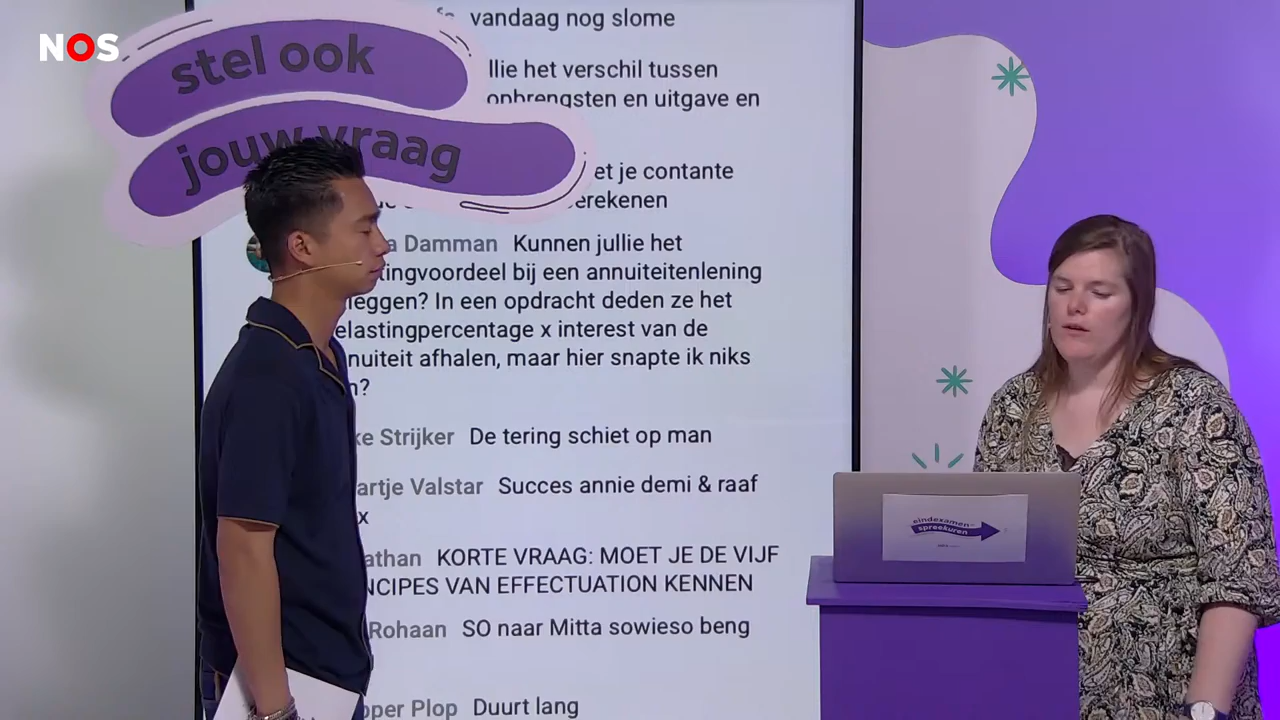 NOS
stel ook
jouw vraag
vandaag nog slome
llie het verschil tussen
opbrengsten en uitgave en
et je contante
erekenen
a Damman Kunnen jullie het
tingvoordeel bij een annuiteitenlening
leggen? In een opdracht deden ze het
elastingpercentage x interest van de
nuiteit afhalen, maar hier snapte ik niks
n?
ke Strijker De tering schiet op man
artje Valstar Succes annie demi & raaf
x
athan KORTE VRAAG: MOET JE DE VIJF
NCIPES VAN EFFECTUATION KENNEN
Rohaan SO naar Mitta sowieso beng
oper Plop Duurt lang
eindexamen
spreekuren